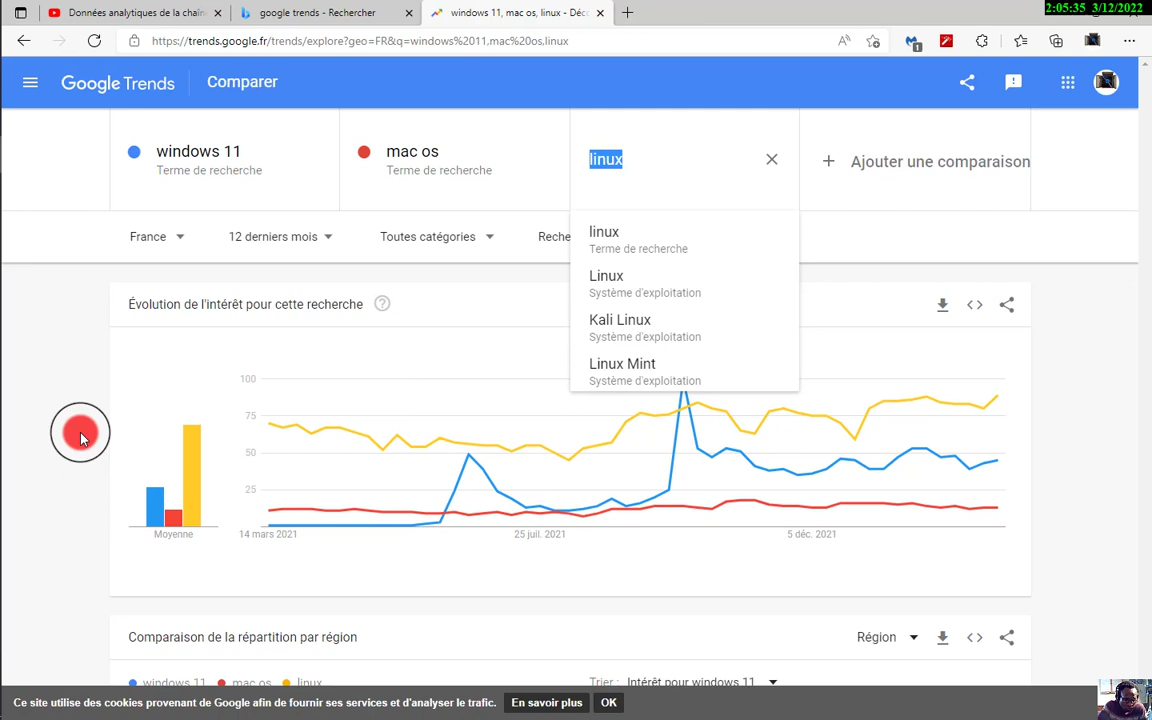 2:05:35 3/12/2022
Données analytiques de la chaîn
google trends - Rechercher
windows 11, mac os, linux - Déc
https://trends.google.fr/trends/explore?geo=FR&q=windows%2011,mac%20os,linux
1
Google Trends
Comparer
windows 11
Terme de recherche
mac os
Terme de recherche
linux
Ajouter une comparaison
linux
Terme de recherche
Linux
Système d'exploitation
Kali Linux
Système d'exploitation
Linux Mint
Système d'exploitation
France
12 derniers mois
Toutes catégories
Reche
Évolution de l'intérêt pour cette recherche
?
100
75
50
25
Moyenne
14 mars 2021
25 juil. 2021
5 déc. 2021
Comparaison de la répartition par région
Région
windows 11
mac os
linux
Trier :
Intérêt pour windows 11
Ce site utilise des cookies provenant de Google afin de fournir ses services et d'analyser le trafic.
En savoir plus
OK